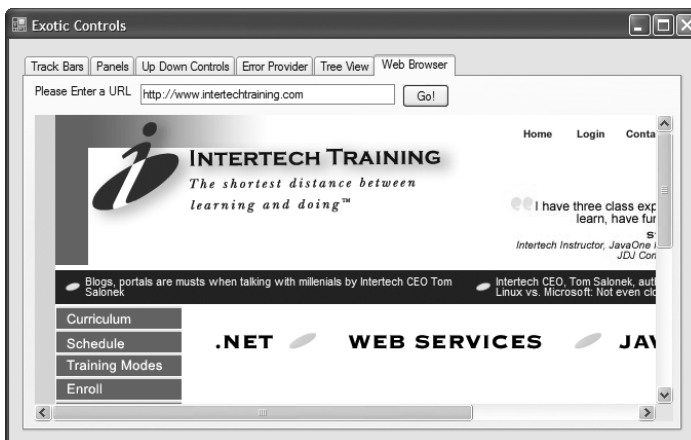 Exotic Controls
Track Bars Panels Up Down Controls Error Provider Tree View Web Browser
Please Enter a URL http://www.intertechtraining.com Go!
Home Login Conta
INTERTECH TRAINING
The shortest distance between
learning and doing™
I have three class exp
learn, have fur
Intertech Instructor, JavaOne
JDJ Con
Blogs, portals are musts when talking with millenials by Intertech CEO Tom
Salonek
Intertech CEO, Tom Salonek, aut
Linux vs. Microsoft: Not even clo
Curriculum
Schedule
Training Modes
Enroll
.NET WEB SERVICES JAV